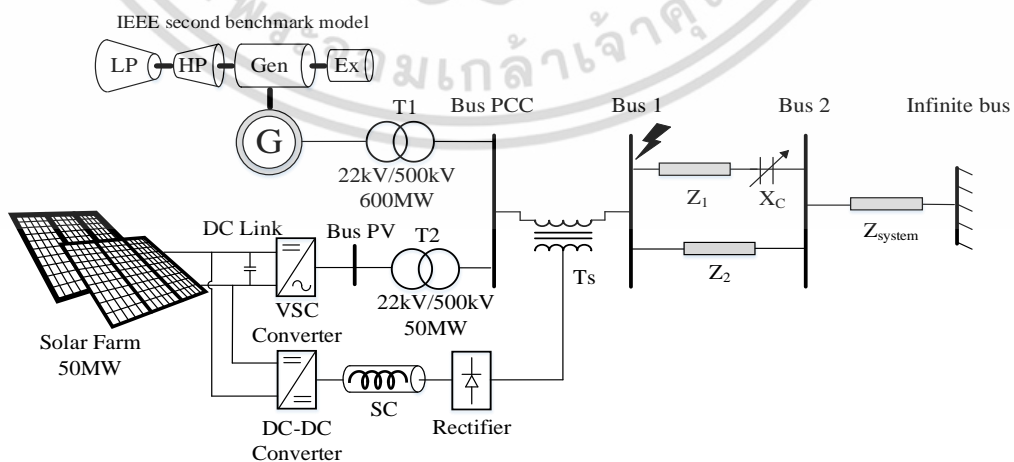 IEEE second benchmark model
LP
HP
Gen
Ex
G
T1
22kV/500kV
600MW
Bus PCC
Bus 1
Bus 2
Infinite bus
Z₁
X_C
Z₂
Z_system
Ts
DC Link
Bus PV
T2
22kV/500kV
50MW
VSC
Converter
Solar Farm
50MW
DC-DC
Converter
SC
Rectifier